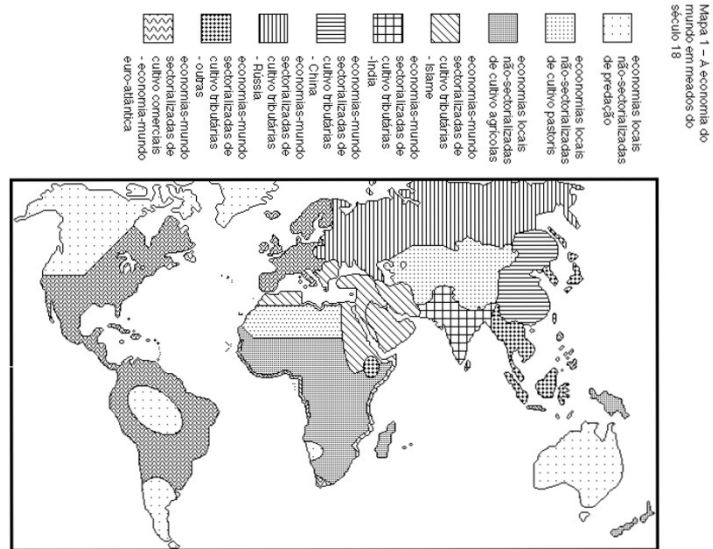 Mapa 1 – A economia do
mundo em meados do
século 18
economias locais
não-sectorializadas
de predação
ecoonomias locais
não-sectorializadas
de cultivo pastoris
economias locais
não-sectorializadas
de cultivo agrícolas
economias-mundo
sectorializadas de
cultivo tributárias
- Islame
economias-mundo
sectorializadas de
cultivo tributárias
-Índia
economias-mundo
sectorializadas de
cultivo tributárias
- China
economias-mundo
sectorializadas de
cultivo tributárias
- Rússia
economias-mundo
sectorializadas de
cultivo tributárias
- outras
economias-mundo
sectorializadas de
cultivo comerciais
- economia-mundo
euro-atlântica